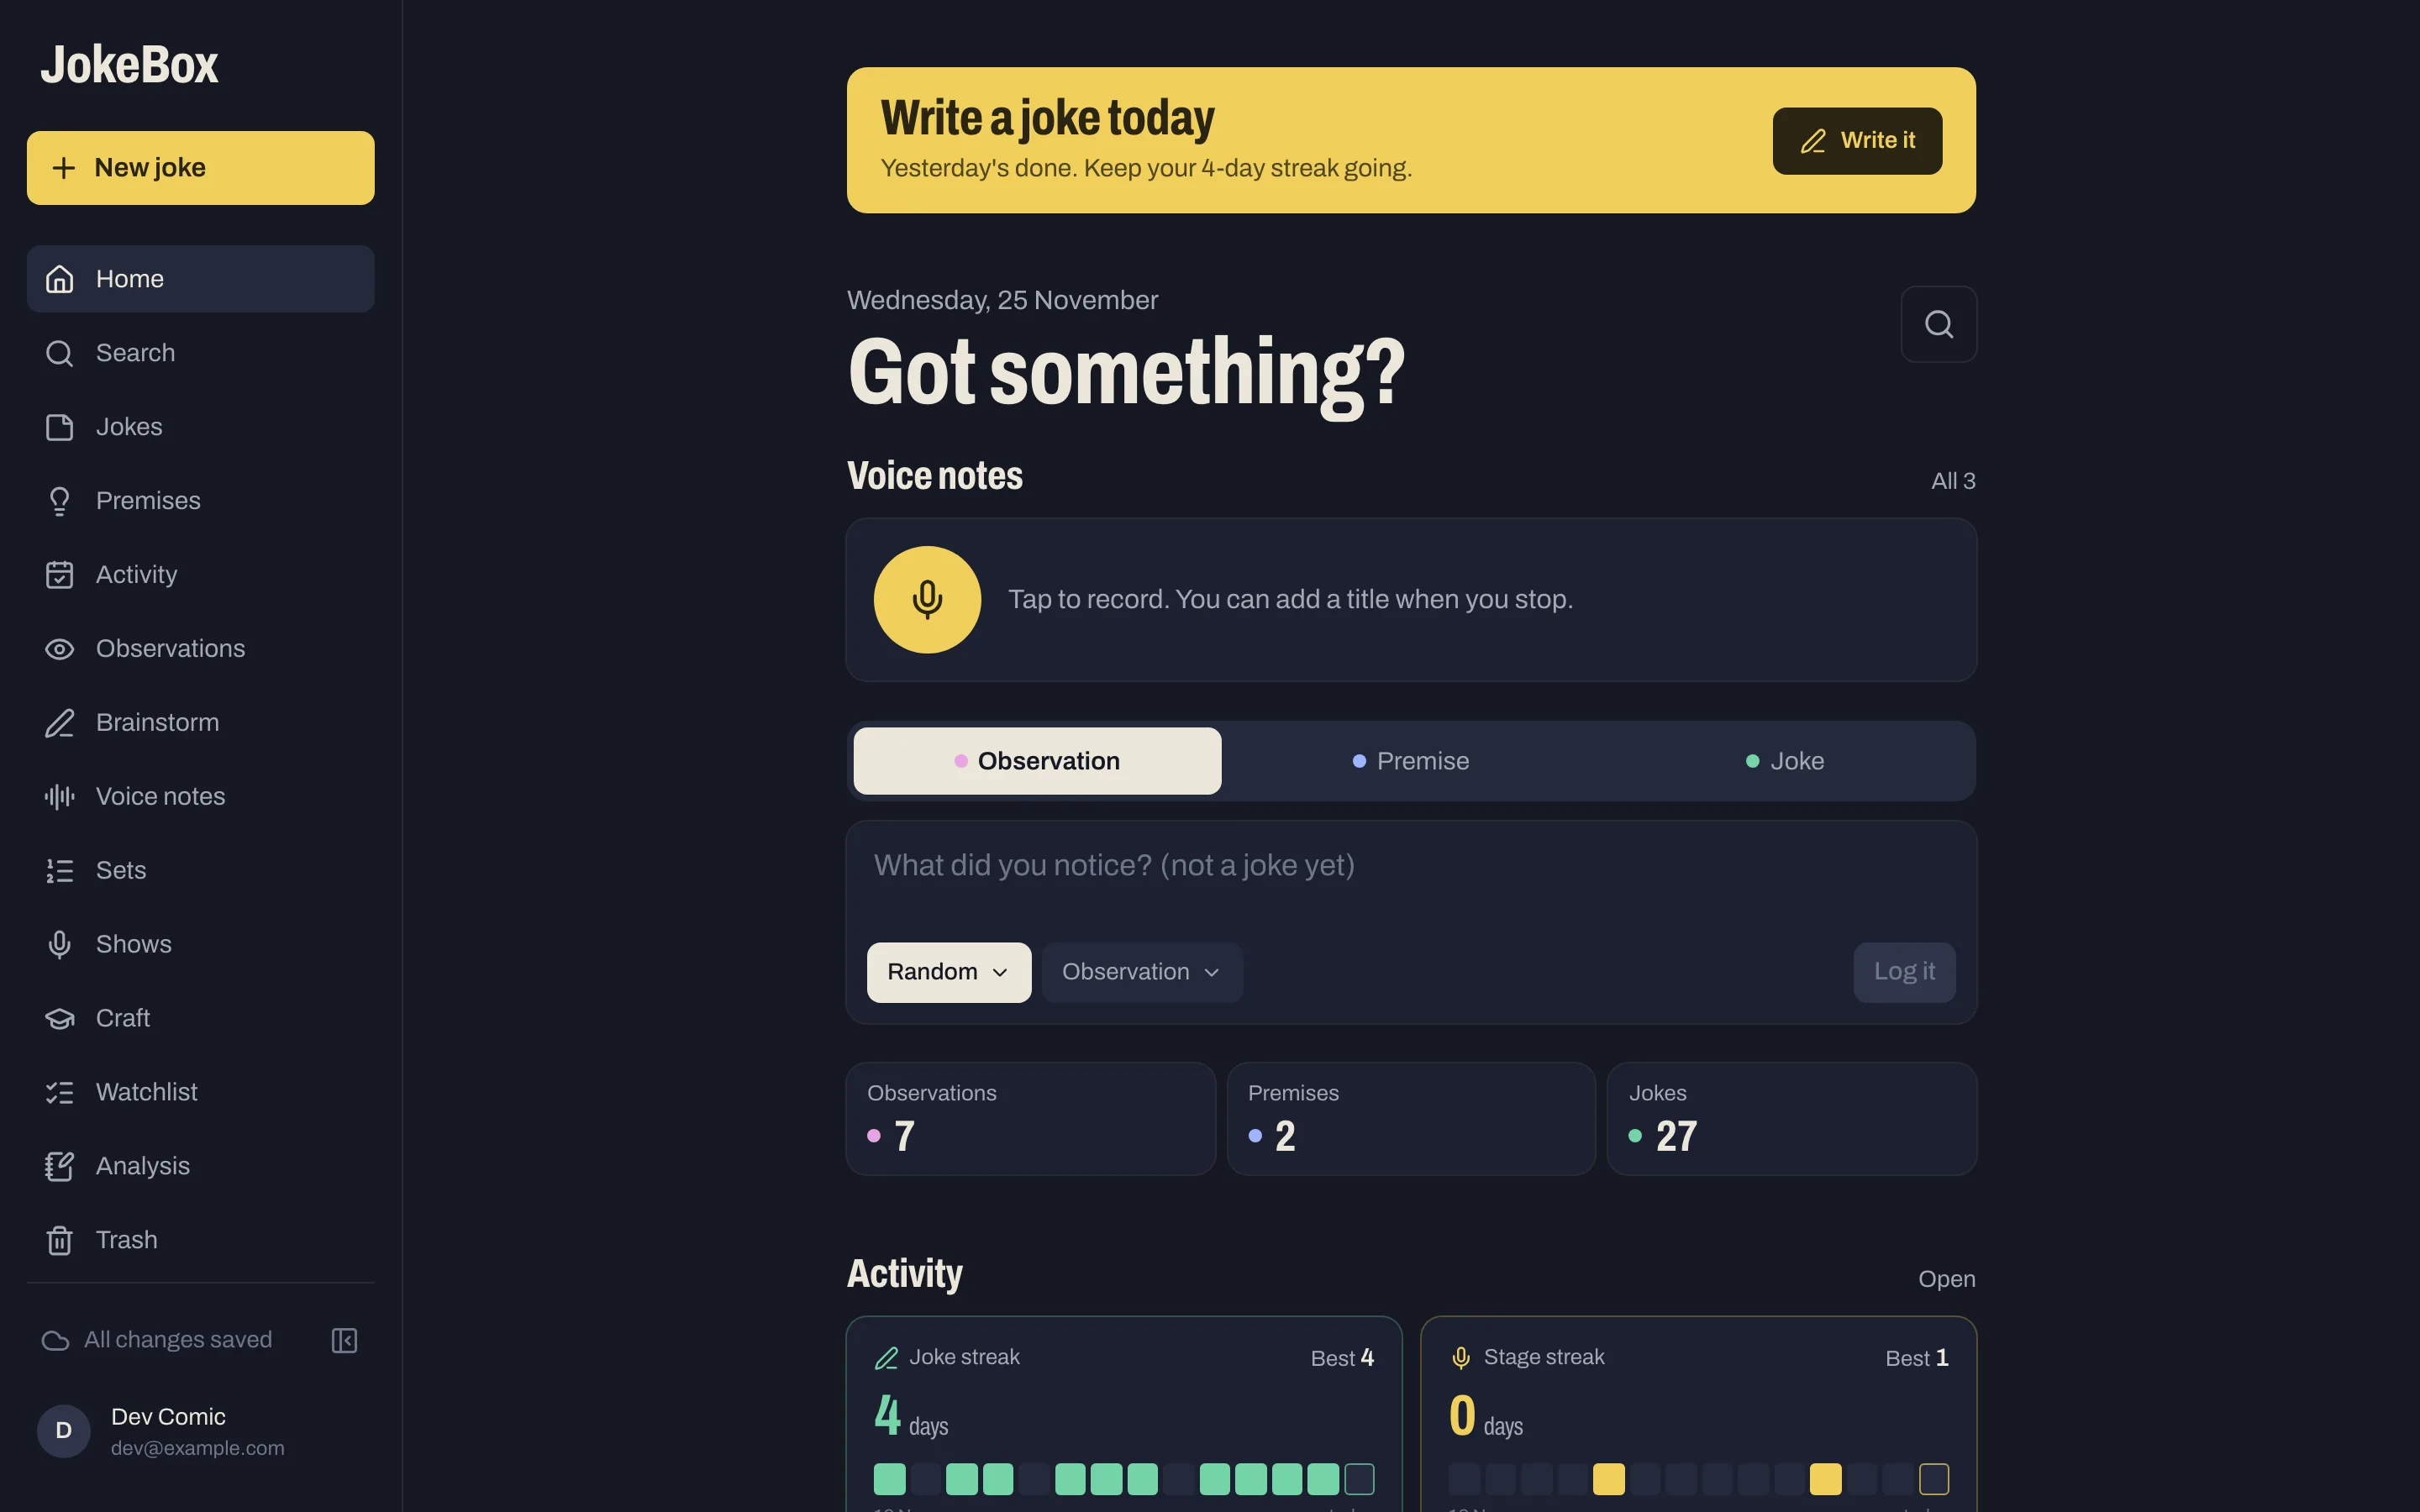 JokeBox
New joke
Home
Search
Jokes
Premises
Activity
Observations
Brainstorm
Voice notes
Sets
Shows
Craft
Watchlist
Analysis
Trash
All changes saved
D
Dev Comic
dev@example.com
Write a joke today
Yesterday's done. Keep your 4-day streak going.
Write it
Wednesday, 25 November
Got something?
Voice notes
All 3
Tap to record. You can add a title when you stop.
Observation
Premise
Joke
What did you notice? (not a joke yet)
Random
Observation
Log it
Observations
7
Premises
2
Jokes
27
Activity
Open
Joke streak
Best 4
4 days
Stage streak
Best 1
0 days